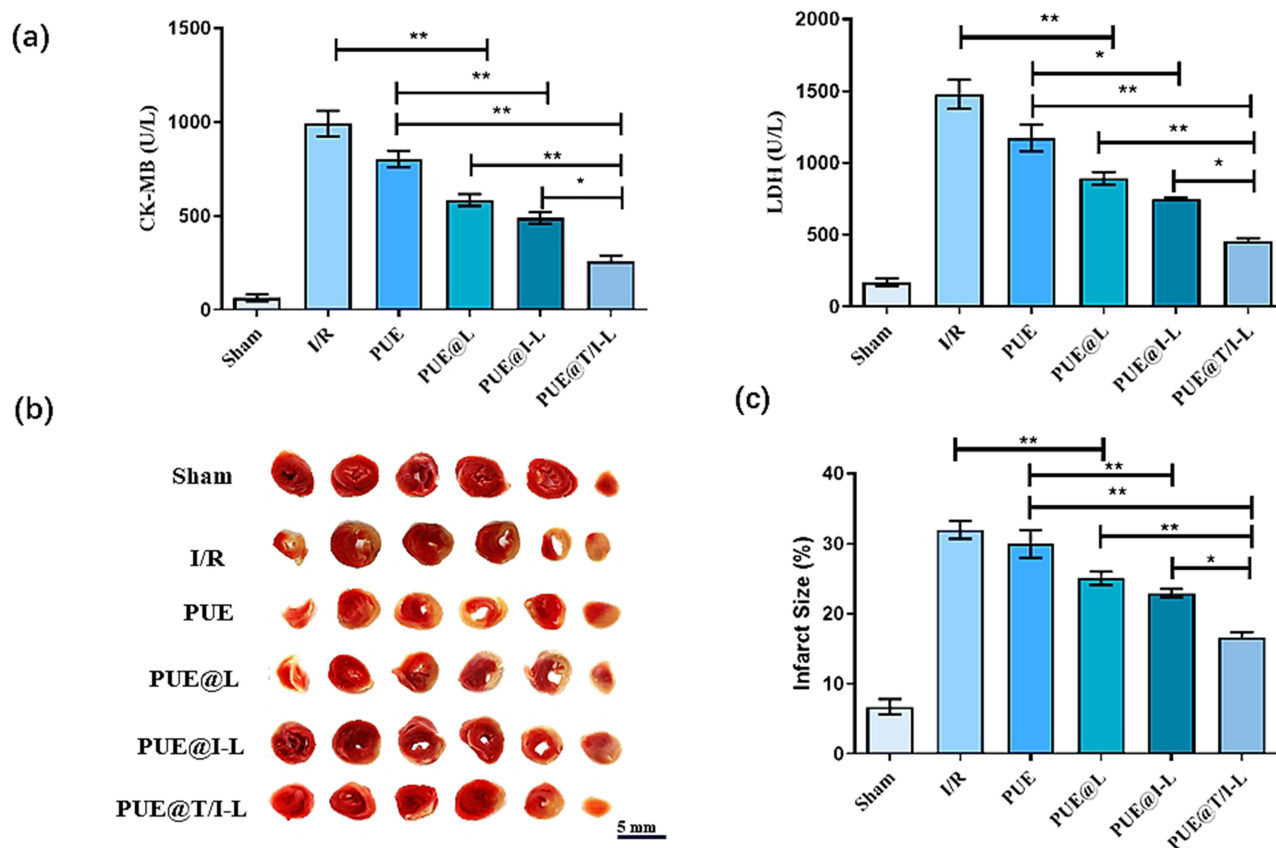 (a)
CK-MB (U/L)
1500
1000
500
0
**
**
**
**
*
Sham
I/R
PUE
PUE@L
PUE@I-L
PUE@T/I-L
LDH (U/L)
2000
1500
1000
500
0
**
*
**
**
*
Sham
I/R
PUE
PUE@L
PUE@I-L
PUE@T/I-L
(b)
Sham
I/R
PUE
PUE@L
PUE@I-L
PUE@T/I-L
5 mm
(c)
Infarct Size (%)
40
30
20
10
0
**
**
**
**
*
Sham
I/R
PUE
PUE@L
PUE@I-L
PUE@T/I-L